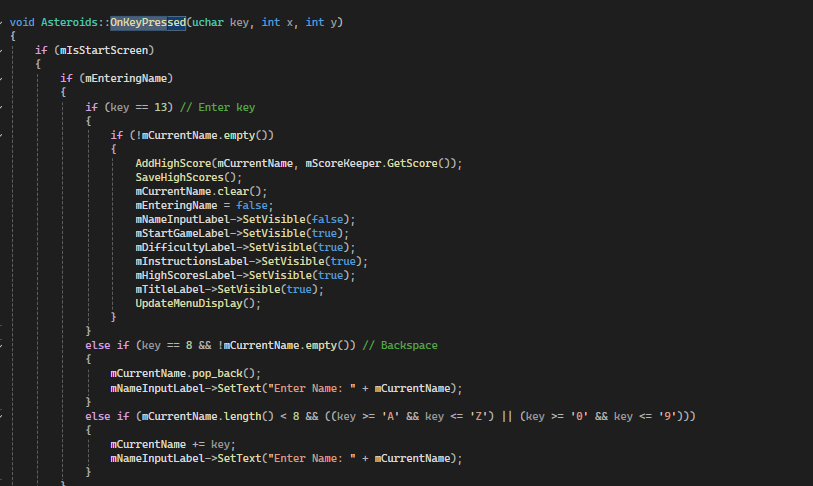 void Asteroids::OnKeyPressed(uchar key, int x, int y)
{
if (mIsStartScreen)
{
if (mEnteringName)
{
if (key == 13) // Enter key
{
if (!mCurrentName.empty())
{
AddHighScore(mCurrentName, mScoreKeeper.GetScore());
SaveHighScores();
mCurrentName.clear();
mEnteringName = false;
mNameInputLabel->SetVisible(false);
mStartGameLabel->SetVisible(true);
mDifficultyLabel->SetVisible(true);
mInstructionsLabel->SetVisible(true);
mHighScoresLabel->SetVisible(true);
mTitleLabel->SetVisible(true);
UpdateMenuDisplay();
}
}
else if (key == 8 && !mCurrentName.empty()) // Backspace
{
mCurrentName.pop_back();
mNameInputLabel->SetText("Enter Name: " + mCurrentName);
}
else if (mCurrentName.length() < 8 && ((key >= 'A' && key <= 'Z') || (key >= '0' && key <= '9')))
{
mCurrentName += key;
mNameInputLabel->SetText("Enter Name: " + mCurrentName);
}
}